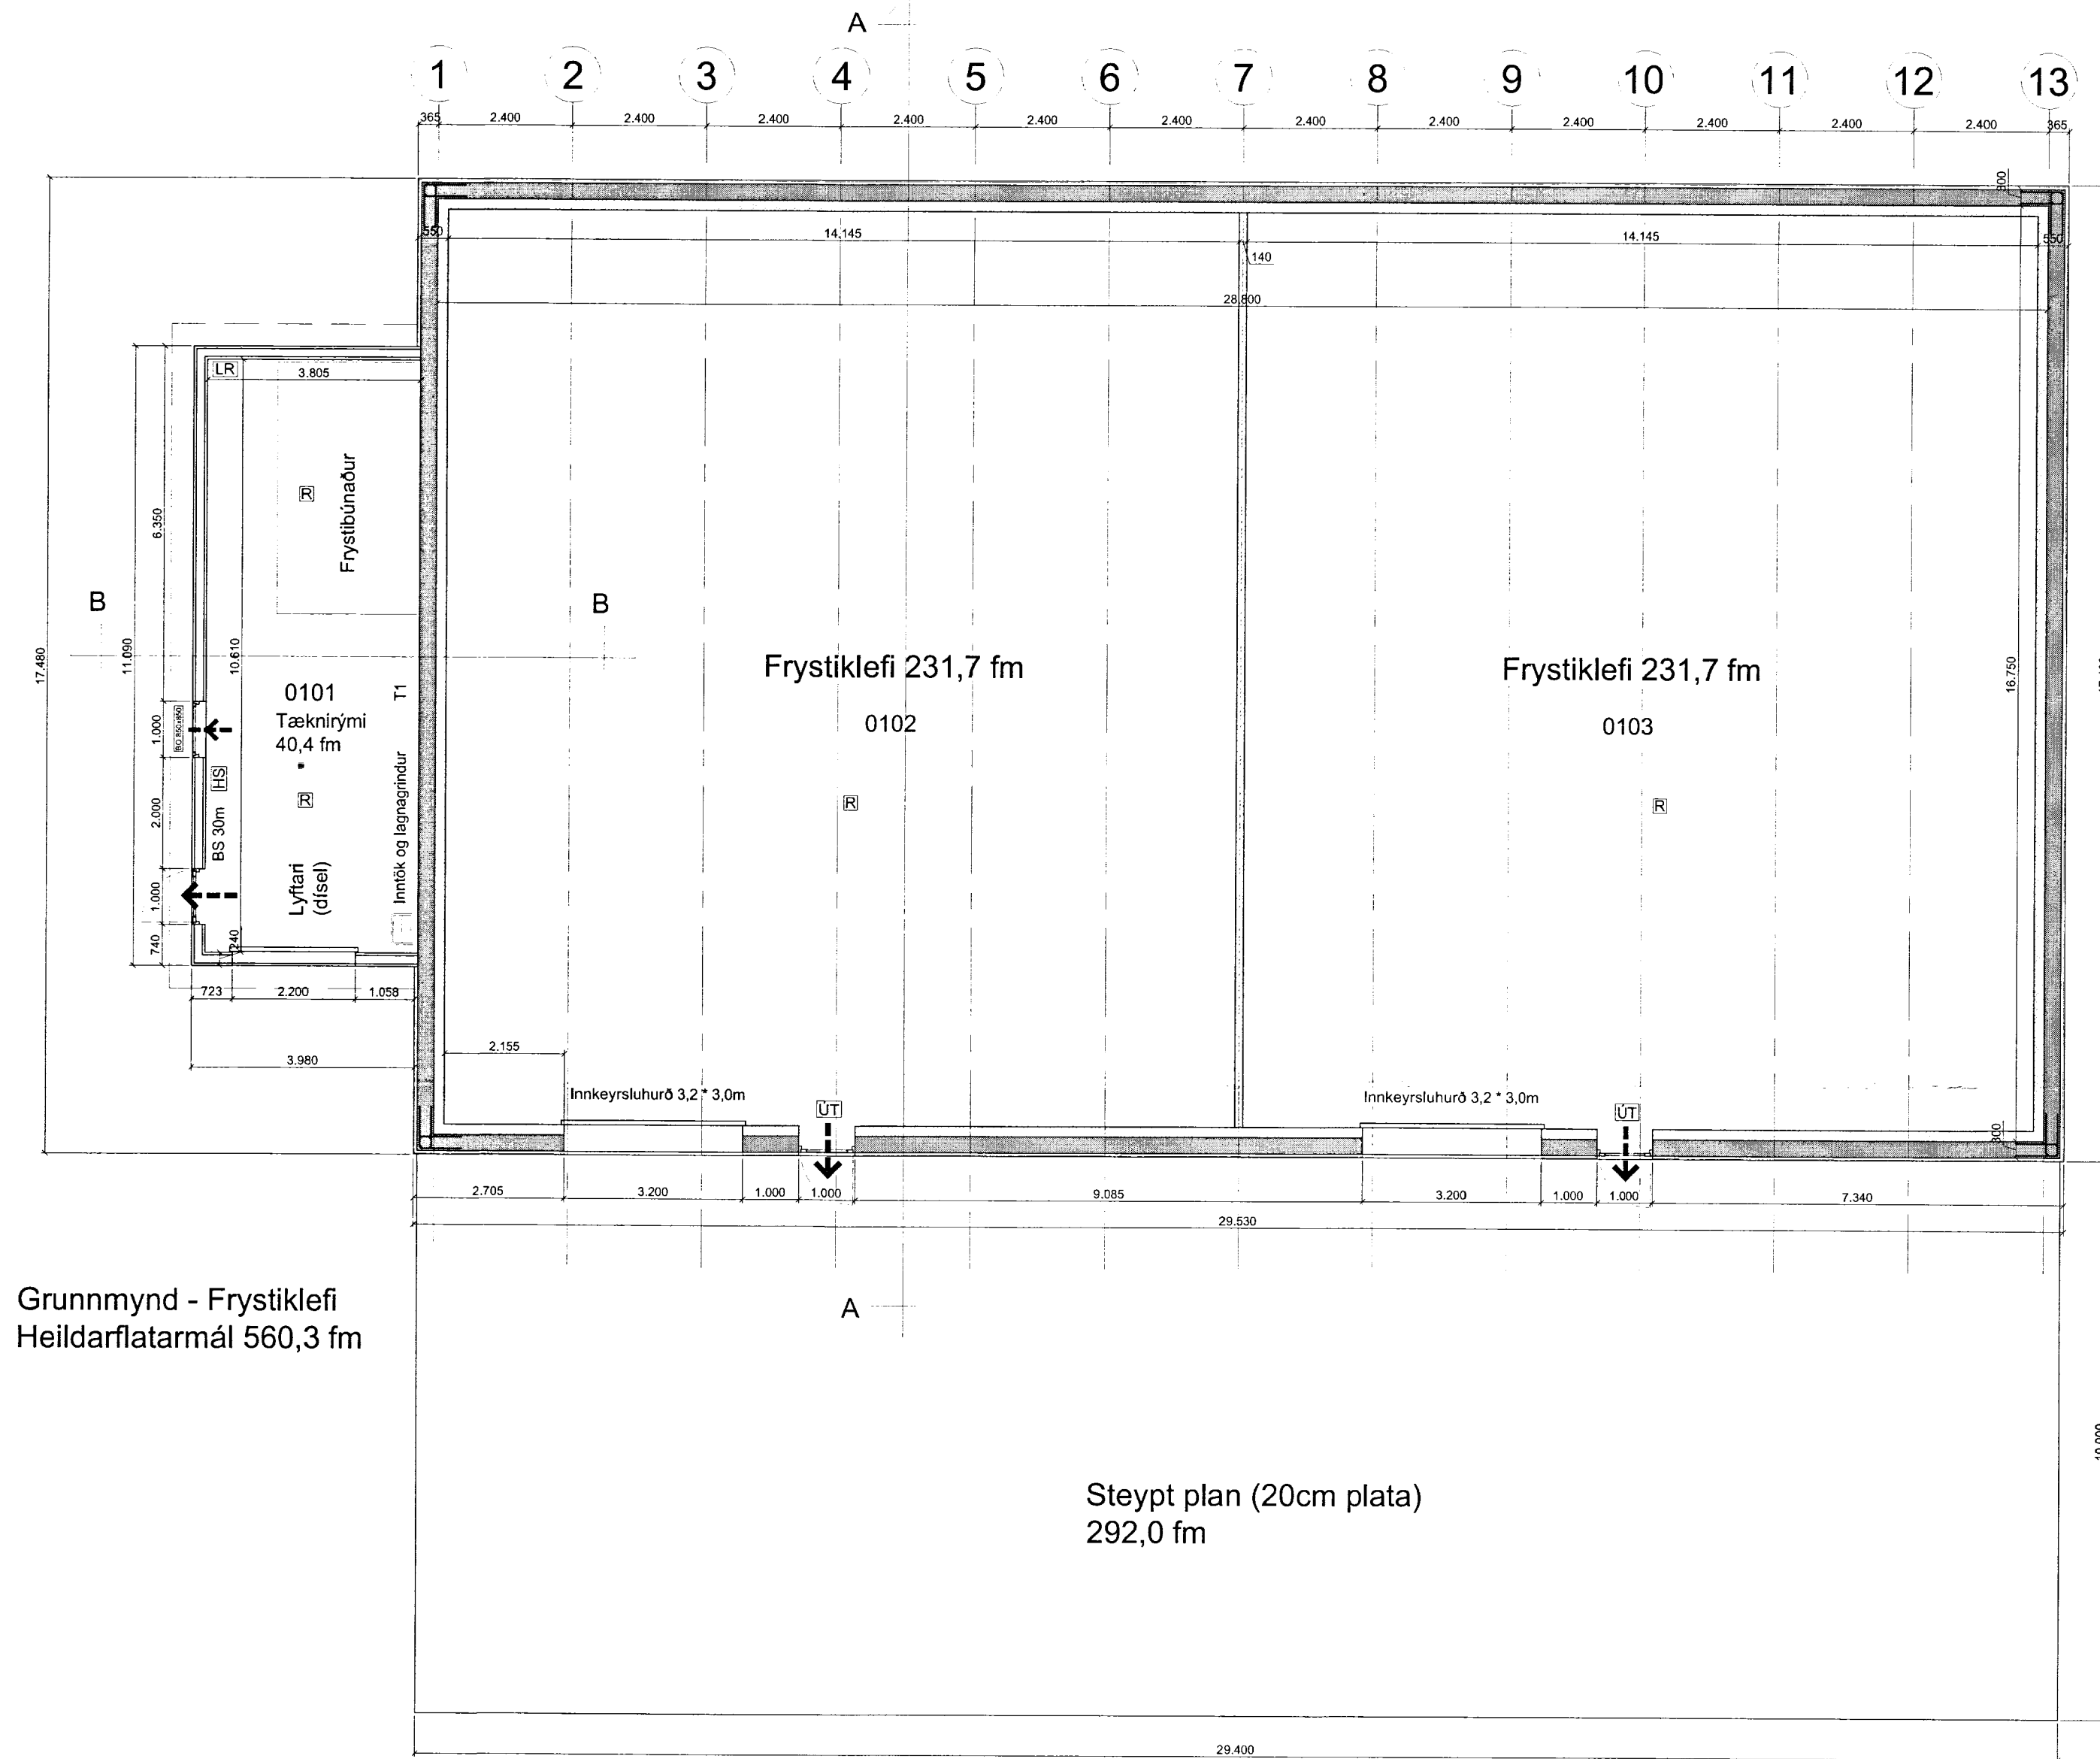 A
1 2 3 4 5 6 7 8 9 10 11 12 13
365 2.400 2.400 2.400 2.400 2.400 2.400 2.400 2.400 2.400 2.400 2.400 2.400 365
300
550 14.145 14.145 550
140
28.800
LR
3.805
Frystibúnaður
R
6.350
B B
17.480
11.090
10.610
16.750
Frystiklefi 231,7 fm
0102
Frystiklefi 231,7 fm
0103
0101
Tæknirými
40,4 fm
T1
1.000
BO 850x850
HS
BS 30m
2.000
R
R
R
Inntök og lagnagrindur
Lyftari
(dísel)
1.000
740
240
723 2.200 1.058
3.980
2.155
Innkeyrsluhurð 3,2 * 3,0m
ÚT
Innkeyrsluhurð 3,2 * 3,0m
ÚT
300
2.705 3.200 1.000 1.000 9.085 3.200 1.000 1.000 7.340
29.530
A
Grunnmynd - Frystiklefi
Heildarflatarmál 560,3 fm
Steypt plan (20cm plata)
292,0 fm
29.400